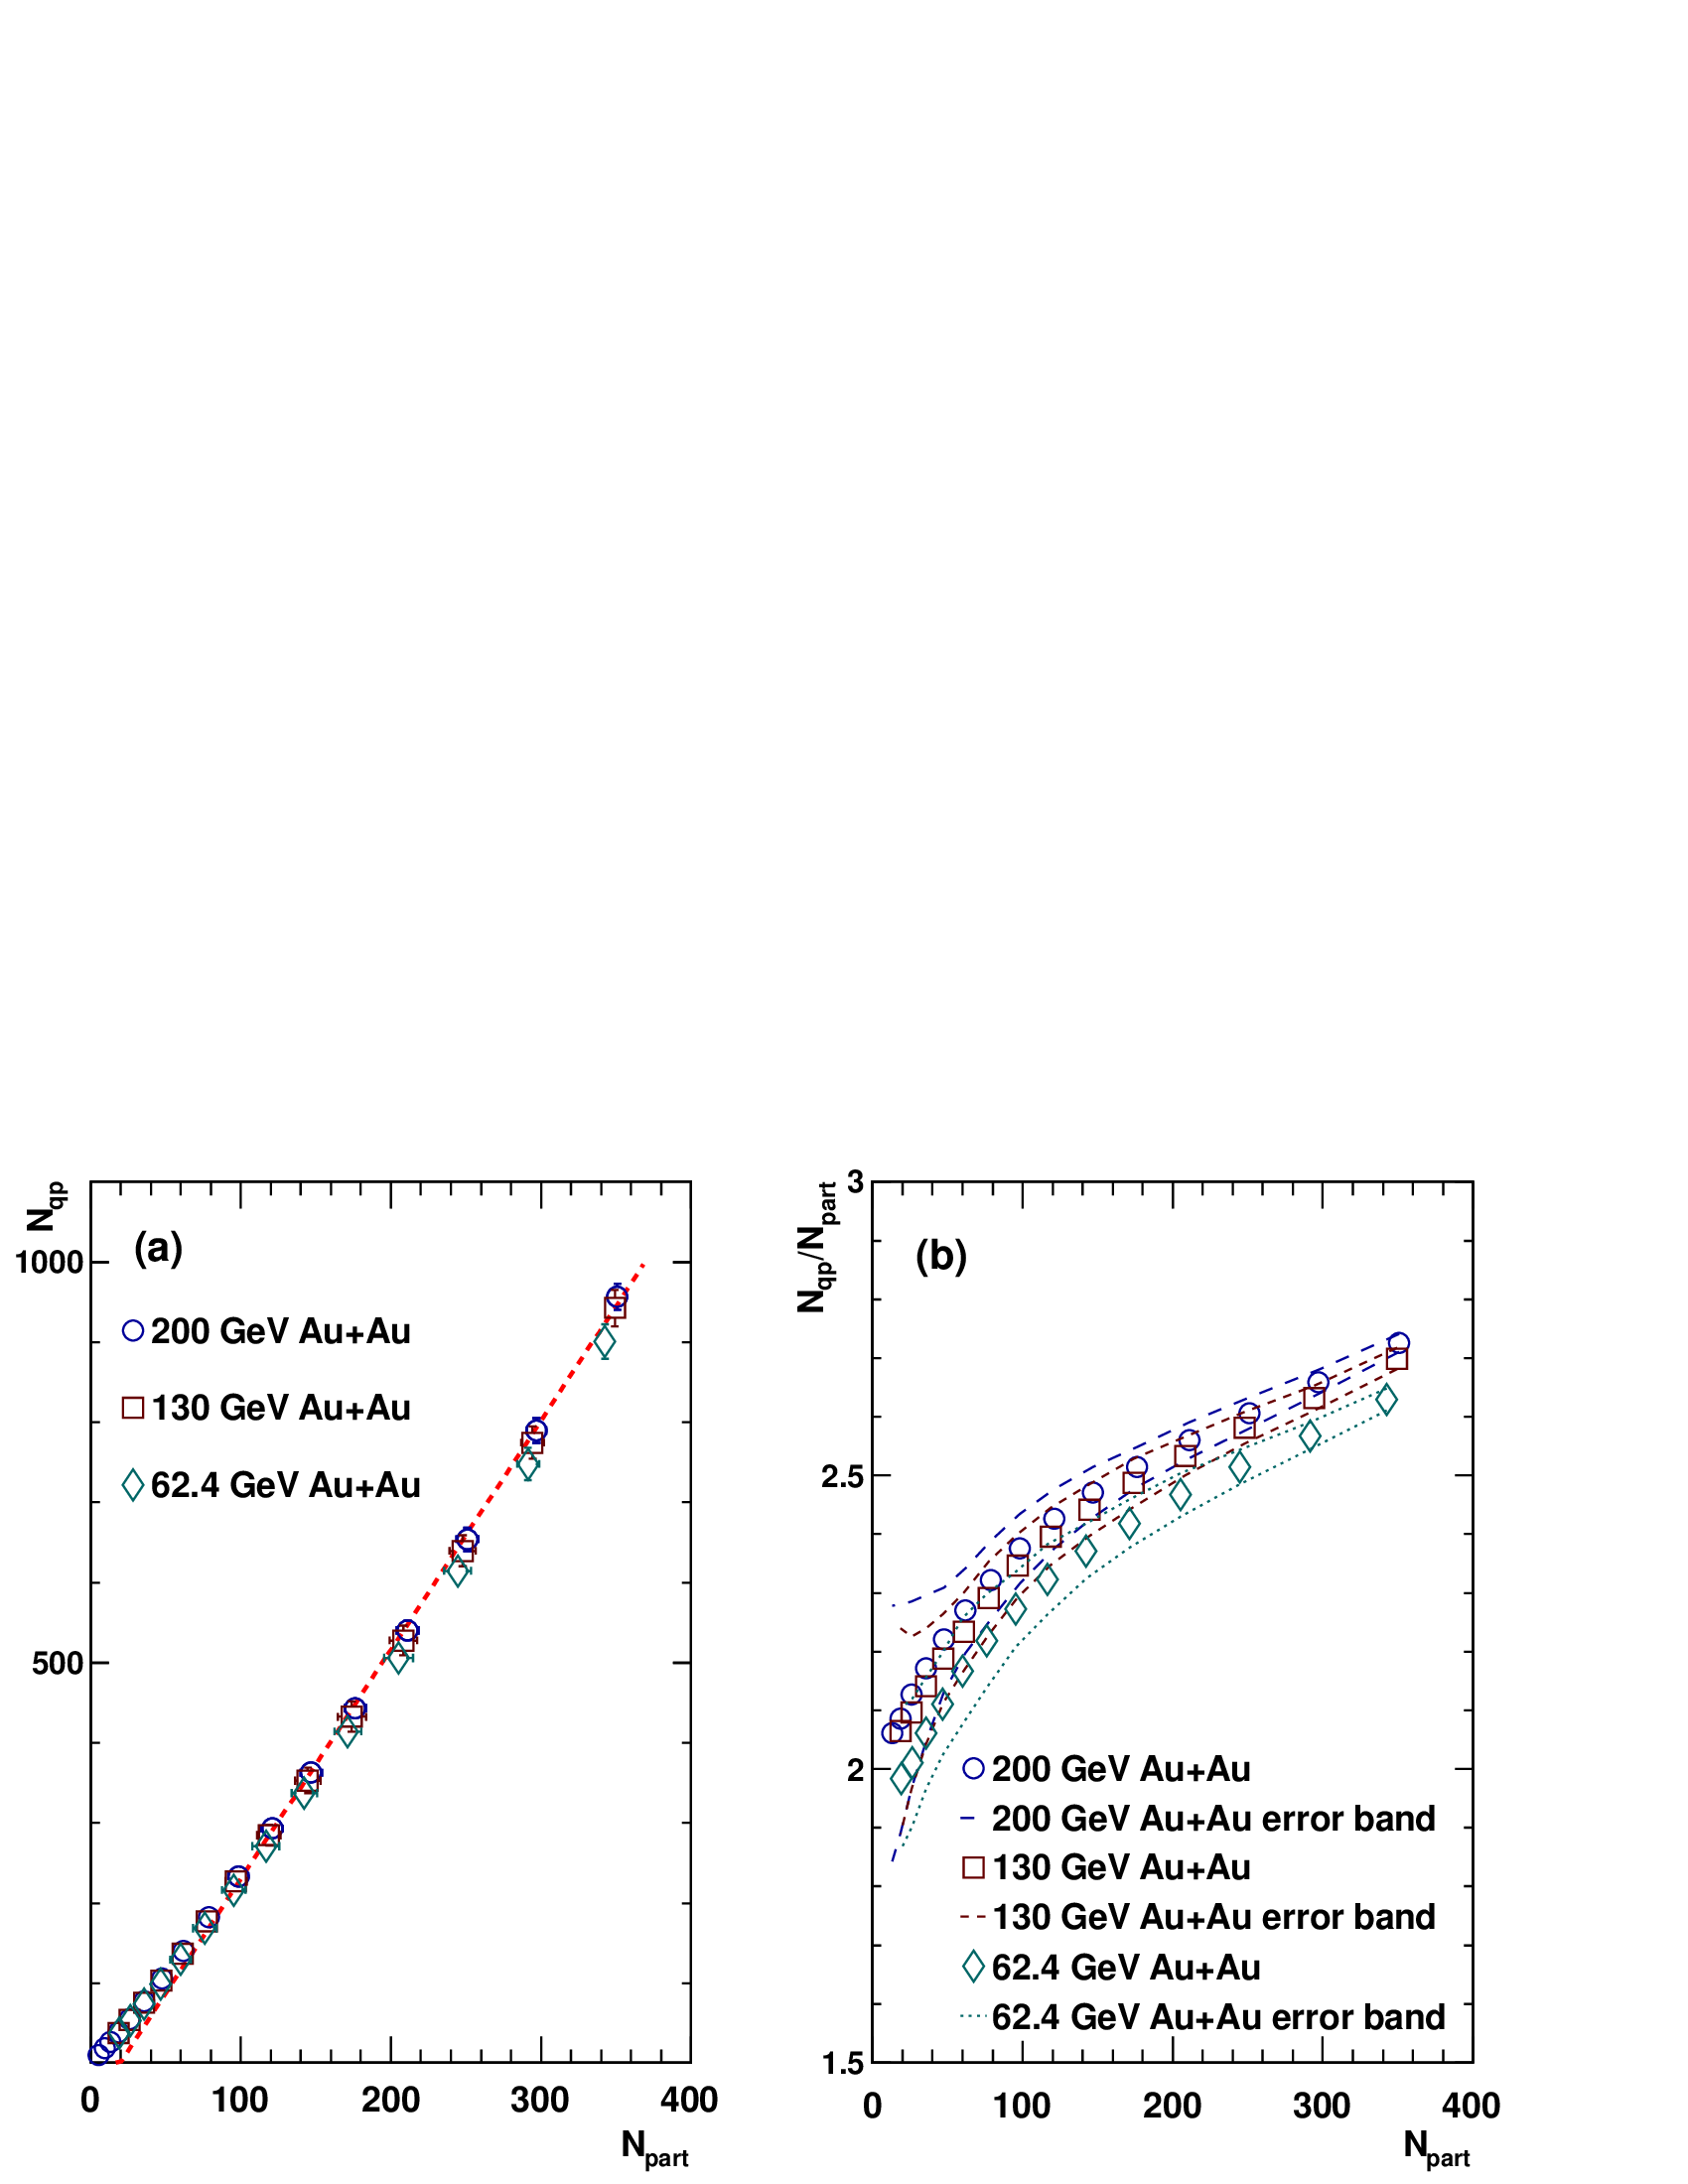 N_qp
(a)
1000
500
200 GeV Au+Au
130 GeV Au+Au
62.4 GeV Au+Au
0 100 200 300 400
N_part
N_qp/N_part
(b)
3
2.5
2
1.5
200 GeV Au+Au
200 GeV Au+Au error band
130 GeV Au+Au
130 GeV Au+Au error band
62.4 GeV Au+Au
62.4 GeV Au+Au error band
0 100 200 300 400
N_part